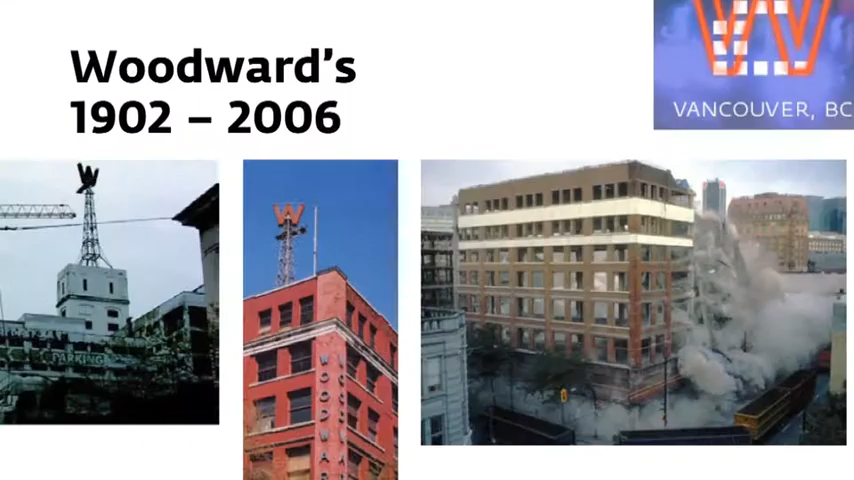 Woodward's
1902 – 2006
W
VANCOUVER, BC
W
PARKING
W
WOODWAR